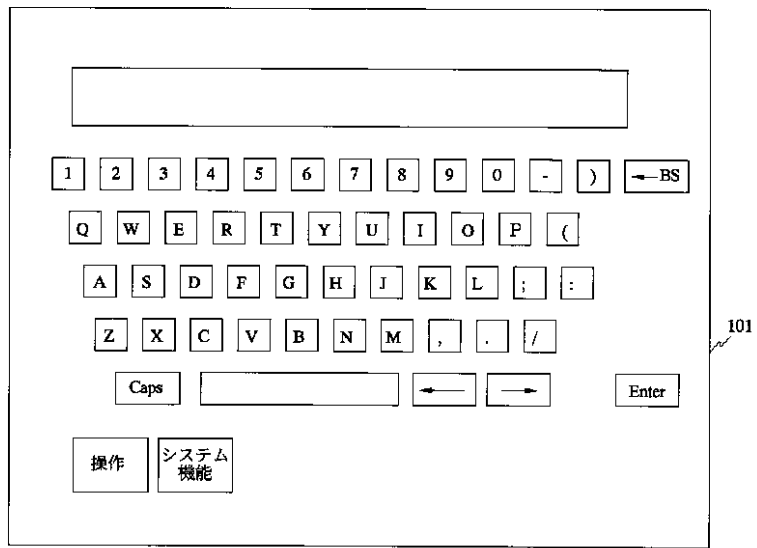 1 2 3 4 5 6 7 8 9 0 - ) ←BS
Q W E R T Y U I O P (
A S D F G H J K L ; :
Z X C V B N M , . /
101
Caps ← → Enter
操作 システム
機能